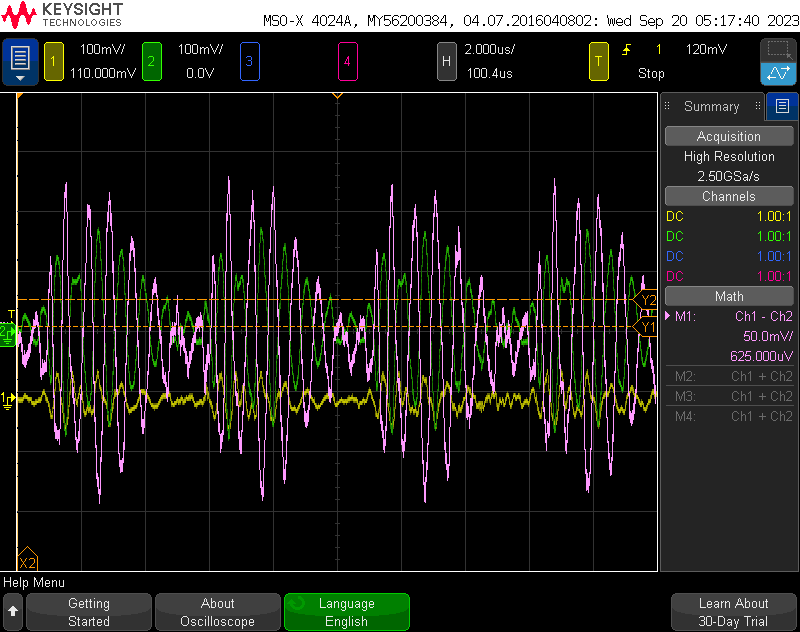 KEYSIGHT
TECHNOLOGIES
MSO-X 4024A, MY56200384, 04.07.2016040802: Wed Sep 20 05:17:40 2023
1 100mV/ 2 100mV/ 3 4 H 2.000us/ T 1 120mV
110.000mV 0.0V 100.4us Stop
Summary
Acquisition
High Resolution
2.50GSa/s
Channels
DC 1.00:1
DC 1.00:1
DC 1.00:1
DC 1.00:1
Math
M1: Ch1 - Ch2
50.0mV/
625.000uV
M2: Ch1 + Ch2
M3: Ch1 + Ch2
M4: Ch1 + Ch2
Y2
T
Y1
2
1
X2
Help Menu
Getting Started
About Oscilloscope
Language English
Learn About 30-Day Trial